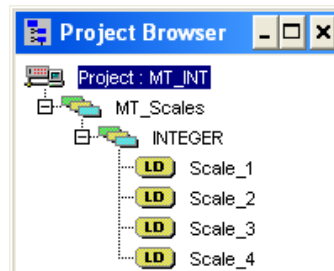 Project Browser
Project : MT_INT
MT_Scales
INTEGER
LD Scale_1
LD Scale_2
LD Scale_3
LD Scale_4